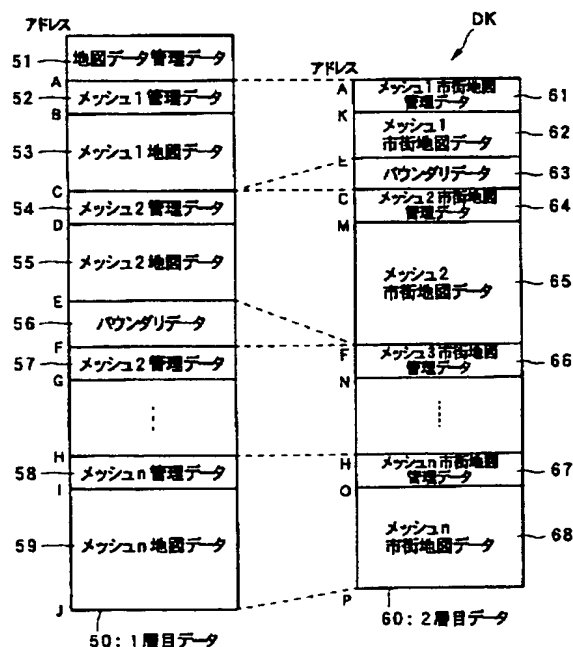 DK
アドレス
51
地図データ管理データ
A
52
メッシュ1管理データ
B
53
メッシュ1地図データ
C
54
メッシュ2管理データ
D
55
メッシュ2地図データ
E
56
バウンダリデータ
F
57
メッシュ2管理データ
G
H
58
メッシュn管理データ
I
59
メッシュn地図データ
J
50:1層目データ
アドレス
A
メッシュ1市街地図
管理データ
61
K
メッシュ1
市街地図データ
62
バウンダリデータ
63
C
メッシュ2市街地図
管理データ
64
M
メッシュ2
市街地図データ
65
F
メッシュ3市街地図
管理データ
66
N
H
メッシュn市街地図
管理データ
67
O
メッシュn
市街地図データ
68
P
60:2層目データ